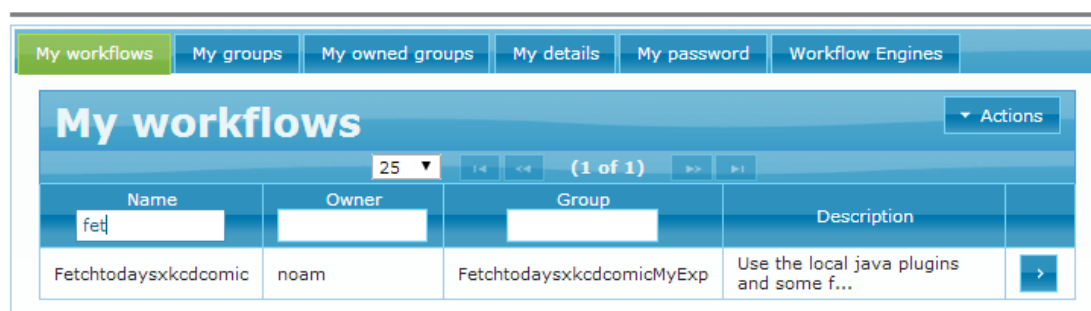 My workflows My groups My owned groups My details My password Workflow Engines
My workflows
Actions
25 (1 of 1)
Name Owner Group Description
fet
Fetchtodaysxkcdcomic noam FetchtodaysxkcdcomicMyExp Use the local java plugins
and some f...